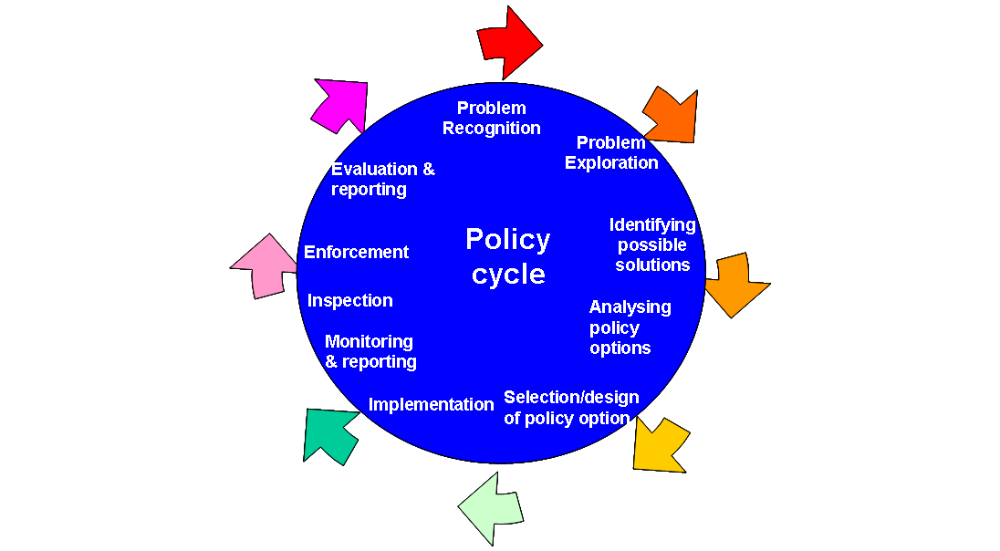 Problem
Recognition
Problem
Exploration
Identifying
possible
solutions
Analysing
policy
options
Selection/design
of policy option
Implementation
Monitoring
& reporting
Inspection
Enforcement
Evaluation &
reporting
Policy
cycle